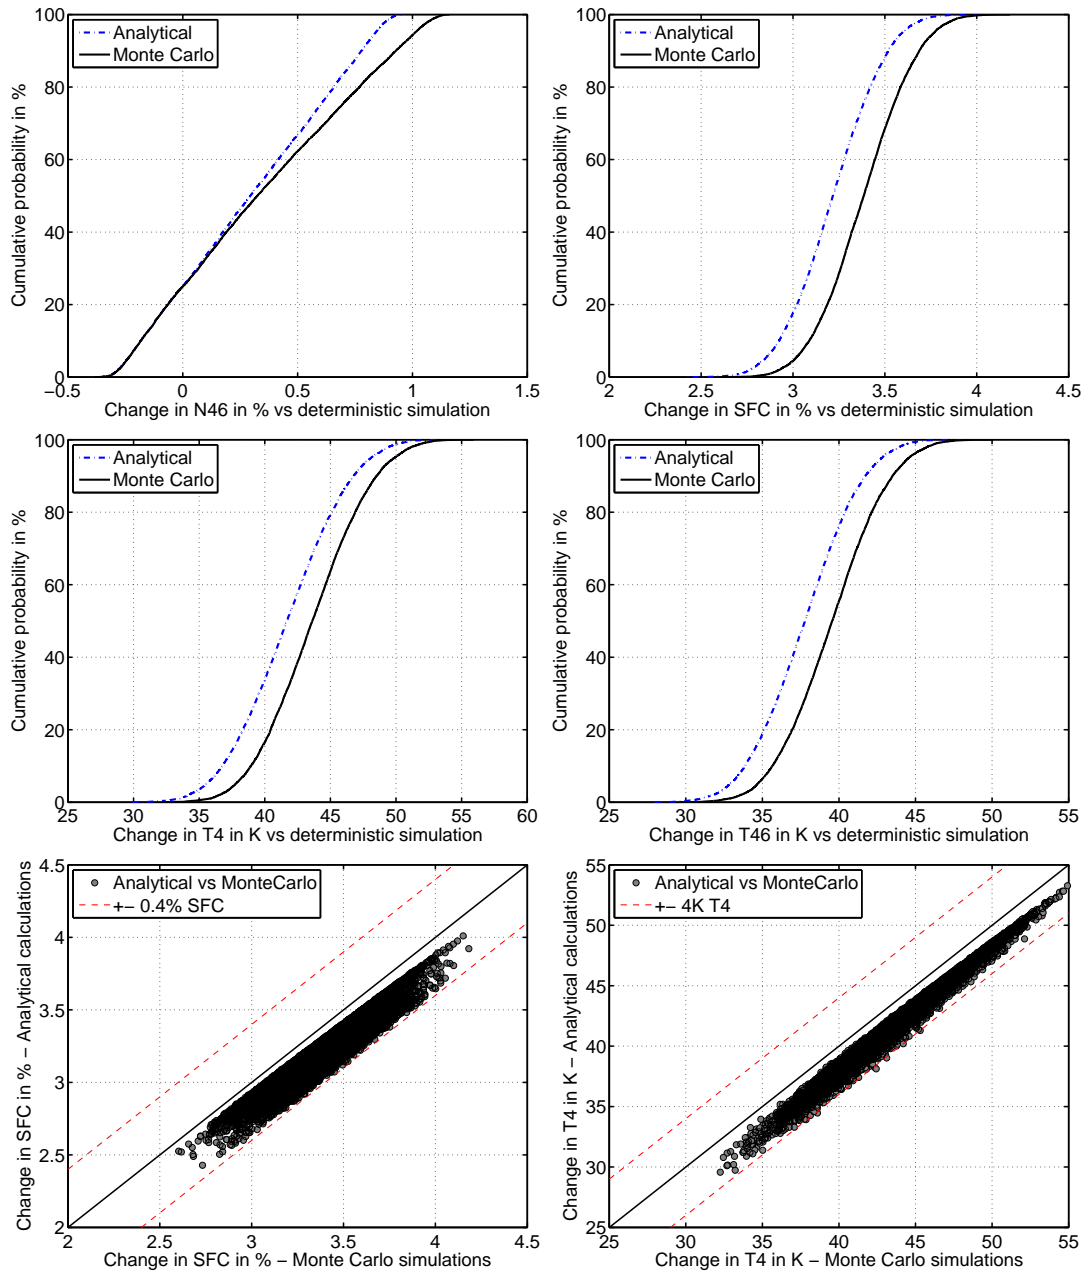 Analytical
Monte Carlo
Cumulative probability in %
100
80
60
40
20
0
−0.5 0 0.5 1 1.5
Change in N46 in % vs deterministic simulation
Analytical
Monte Carlo
Cumulative probability in %
100
80
60
40
20
0
2 2.5 3 3.5 4 4.5
Change in SFC in % vs deterministic simulation
Analytical
Monte Carlo
Cumulative probability in %
100
80
60
40
20
0
25 30 35 40 45 50 55 60
Change in T4 in K vs deterministic simulation
Analytical
Monte Carlo
Cumulative probability in %
100
80
60
40
20
0
25 30 35 40 45 50 55
Change in T46 in K vs deterministic simulation
Analytical vs MonteCarlo
+− 0.4% SFC
Change in SFC in % − Analytical calculations
4.5
4
3.5
3
2.5
2
2 2.5 3 3.5 4 4.5
Change in SFC in % − Monte Carlo simulations
Analytical vs MonteCarlo
+− 4K T4
Change in T4 in K − Analytical calculations
55
50
45
40
35
30
25
25 30 35 40 45 50 55
Change in T4 in K − Monte Carlo simulations